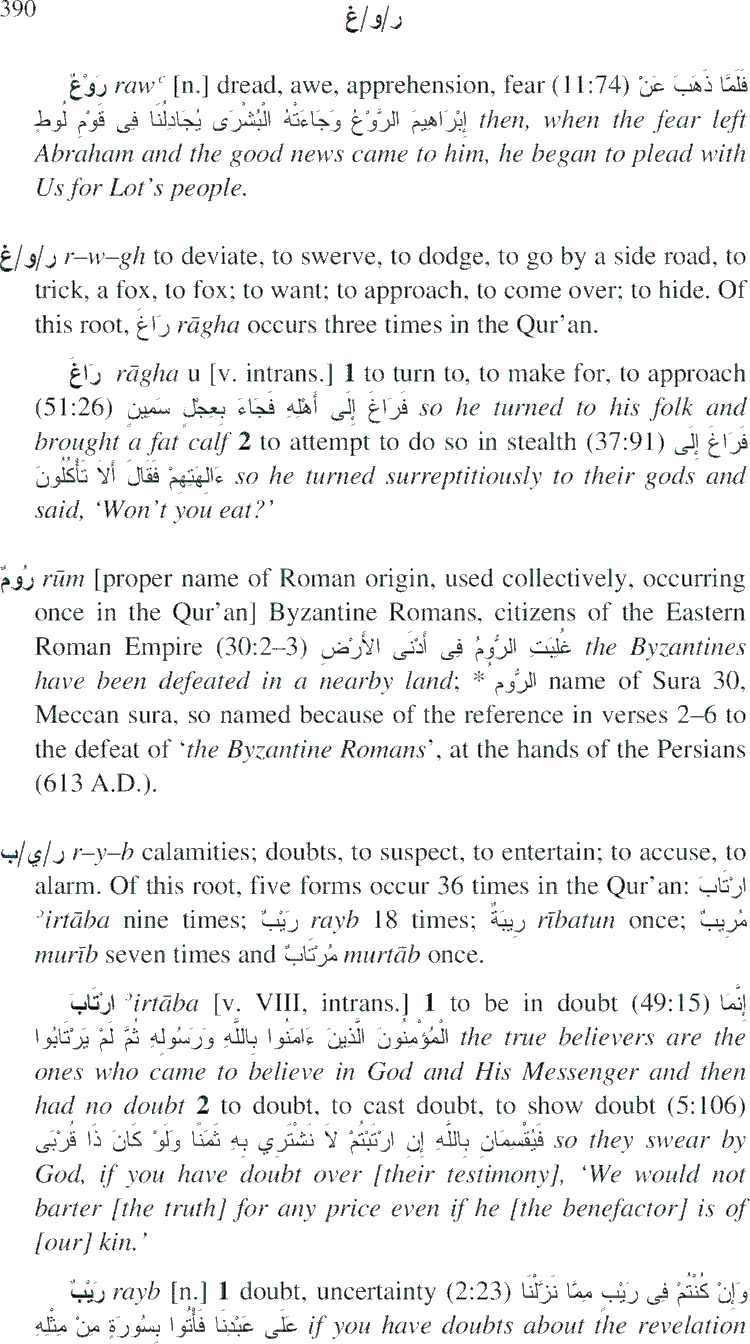 390
ر/و/غ
رَوْعٌ rawᶜ [n.] dread, awe, apprehension, fear (11:74) فَلَمَّا ذَهَبَ عَنْ
إِبْرَاهِيمَ الرَّوْعُ وَجَاءَتْهُ الْبُشْرَى يُجَادِلُنَا فِى قَوْمِ لُوطٍ then, when the fear left
Abraham and the good news came to him, he began to plead with
Us for Lot’s people.
ر/و/غ r–w–gh to deviate, to swerve, to dodge, to go by a side road, to
trick, a fox, to fox; to want; to approach, to come over; to hide. Of
this root, رَاغَ rāgha occurs three times in the Qur’an.
رَاغَ rāgha u [v. intrans.] 1 to turn to, to make for, to approach
(51:26) فَرَاغَ إِلَى أَهْلِهِ فَجَاءَ بِعِجْلٍ سَمِينٍ so he turned to his folk and
brought a fat calf 2 to attempt to do so in stealth (37:91) فَرَاغَ إِلَى
ءَالِهَتِهِمْ فَقَالَ أَلاَ تَأْكُلُونَ so he turned surreptitiously to their gods and
said, ‘Won’t you eat?’
رُومٌ rūm [proper name of Roman origin, used collectively, occurring
once in the Qur’an] Byzantine Romans, citizens of the Eastern
Roman Empire (30:2–3) غُلِبَتِ الرُّومُ فِى أَدْنَى الأَرْضِ the Byzantines
have been defeated in a nearby land; * الرُّوم name of Sura 30,
Meccan sura, so named because of the reference in verses 2–6 to
the defeat of ‘the Byzantine Romans’, at the hands of the Persians
(613 A.D.).
ر/ي/ب r–y–b calamities; doubts, to suspect, to entertain; to accuse, to
alarm. Of this root, five forms occur 36 times in the Qur’an: ارْتَابَ
ʾirtāba nine times; رَيْبٌ rayb 18 times; رِيبَةٌ rībatun once; مُرِيبٌ
murīb seven times and مُرْتَابٌ murtāb once.
ارْتَابَ ʾirtāba [v. VIII, intrans.] 1 to be in doubt (49:15) إِنَّمَا
الْمُؤْمِنُونَ الَّذِينَ ءَامَنُوا بِاللَّهِ وَرَسُولِهِ ثُمَّ لَمْ يَرْتَابُوا the true believers are the
ones who came to believe in God and His Messenger and then
had no doubt 2 to doubt, to cast doubt, to show doubt (5:106)
فَيُقْسِمَانِ بِاللَّهِ إِنِ ارْتَبْتُمْ لاَ نَشْتَرِي بِهِ ثَمَنًا وَلَوْ كَانَ ذَا قُرْبَى so they swear by
God, if you have doubt over [their testimony], ‘We would not
barter [the truth] for any price even if he [the benefactor] is of
[our] kin.’
رَيْبٌ rayb [n.] 1 doubt, uncertainty (2:23) وَإِنْ كُنْتُمْ فِى رَيْبٍ مِمَّا نَزَّلْنَا
عَلَى عَبْدِنَا فَأْتُوا بِسُورَةٍ مِنْ مِثْلِهِ if you have doubts about the revelation